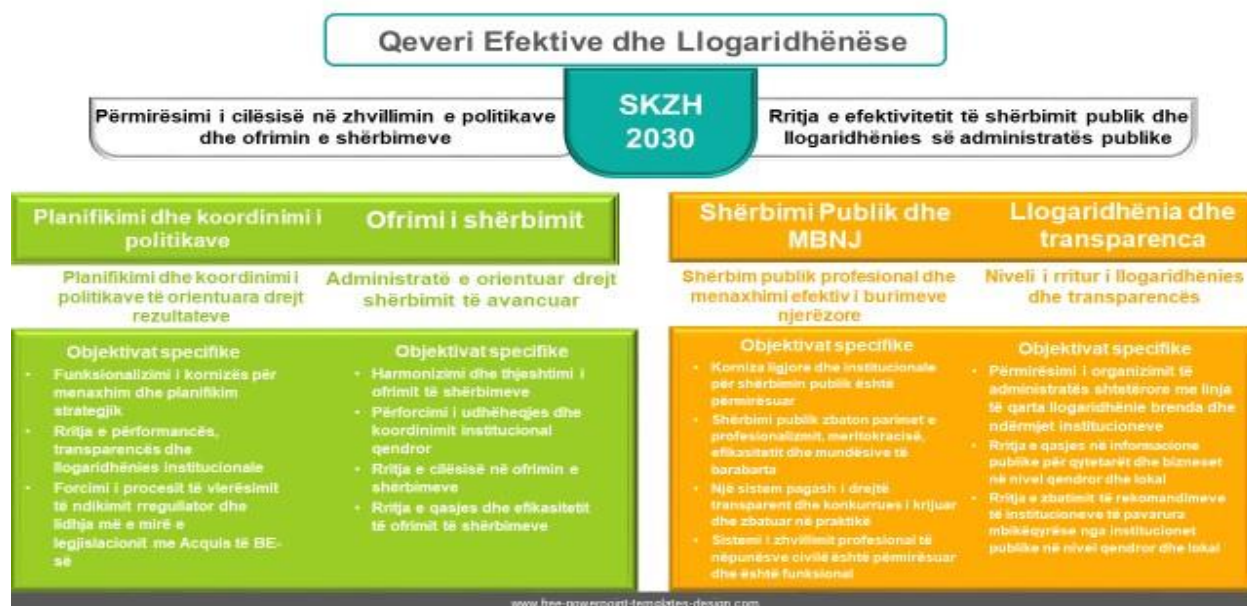 Qeveri Efektive dhe Llogaridhënëse
Përmirësimi i cilësisë në zhvillimin e politikave
dhe ofrimin e shërbimeve
SKZH
2030
Rritja e efektivitetit të shërbimit publik dhe
llogaridhënies së administratës publike
Planifikimi dhe koordinimi i
politikave
Planifikimi dhe koordinimi i
politikave të orientuara drejt
rezultateve
Objektivat specifike
• Funksionalizimi i kornizës për
menaxhim dhe planifikim
strategjik
• Rritja e përformancës,
transparencës dhe
llogaridhënies institucionale
• Forcimi i procesit të vlerësimit
të ndikimit rregullator dhe
lidhja më e mirë e
legjislacionit me Acquis të BE-
së
Ofrimi i shërbimit
Administratë e orientuar drejt
shërbimit të avancuar
Objektivat specifike
• Harmonizimi dhe thjeshtimi i
ofrimit të shërbimeve
• Përforcimi i udhëheqjes dhe
koordinimit institucional
qendror
• Rritja e cilësisë në ofrimin e
shërbimeve
• Rritja e qasjes dhe efikasitetit
të ofrimit të shërbimeve
Shërbimi Publik dhe
MBNJ
Shërbim publik profesional dhe
menaxhimi efektiv i burimeve
njerëzore
Objektivat specifike
• Korniza ligjore dhe institucionale
për shërbimin publik është
përmirësuar
• Shërbimi publik zbaton parimet e
profesionalizmit, meritokracisë,
efikasitetit dhe mundësive të
barabarta
• Një sistem pagash i drejtë
transparent dhe konkurrues i krijuar
dhe zbatuar në praktikë
• Sistemi i zhvillimit profesional të
nëpunësve civilë është përmirësuar
dhe është funksional
Llogaridhënia dhe
transparenca
Niveli i rritur i llogaridhënies
dhe transparencës
Objektivat specifike
• Përmirësimi i organizimit të
administratës shtetërore me linja
të qarta llogaridhënie brenda dhe
ndërmjet institucioneve
• Rritja e qasjes në informacione
publike për qytetarët dhe bizneset
në nivel qendror dhe lokal
• Rritja e zbatimit të rekomandimeve
të institucioneve të pavarura
mbikëqyrëse nga institucionet
publike në nivel qendror dhe lokal
www.free-powerpoint-templates-design.com